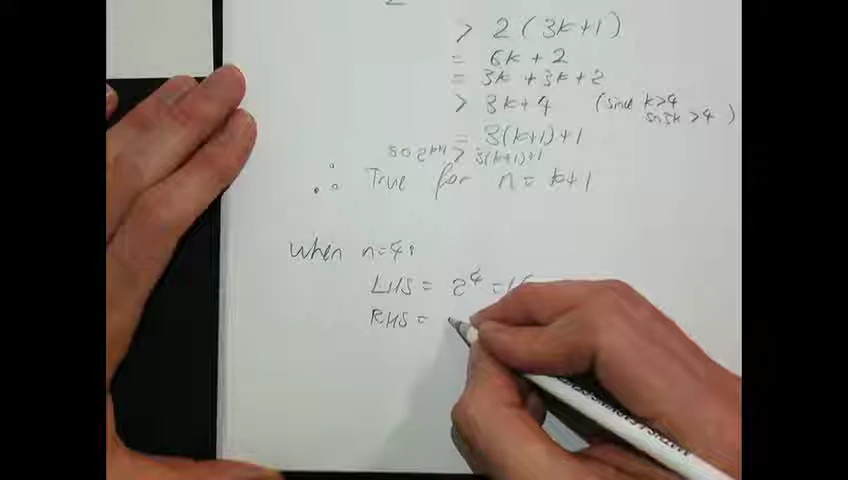 > 2 (3k+1)
= 6k + 2
= 3k + 3k + 2
> 3k + 4 (since k>4
so 3k > 4 )
= 3(k+1)+1
so 2^{k+1} > 3(k+1)+1
∴ True for n = k+1
when n=4:
LHS = 2^4 = 16
RHS =